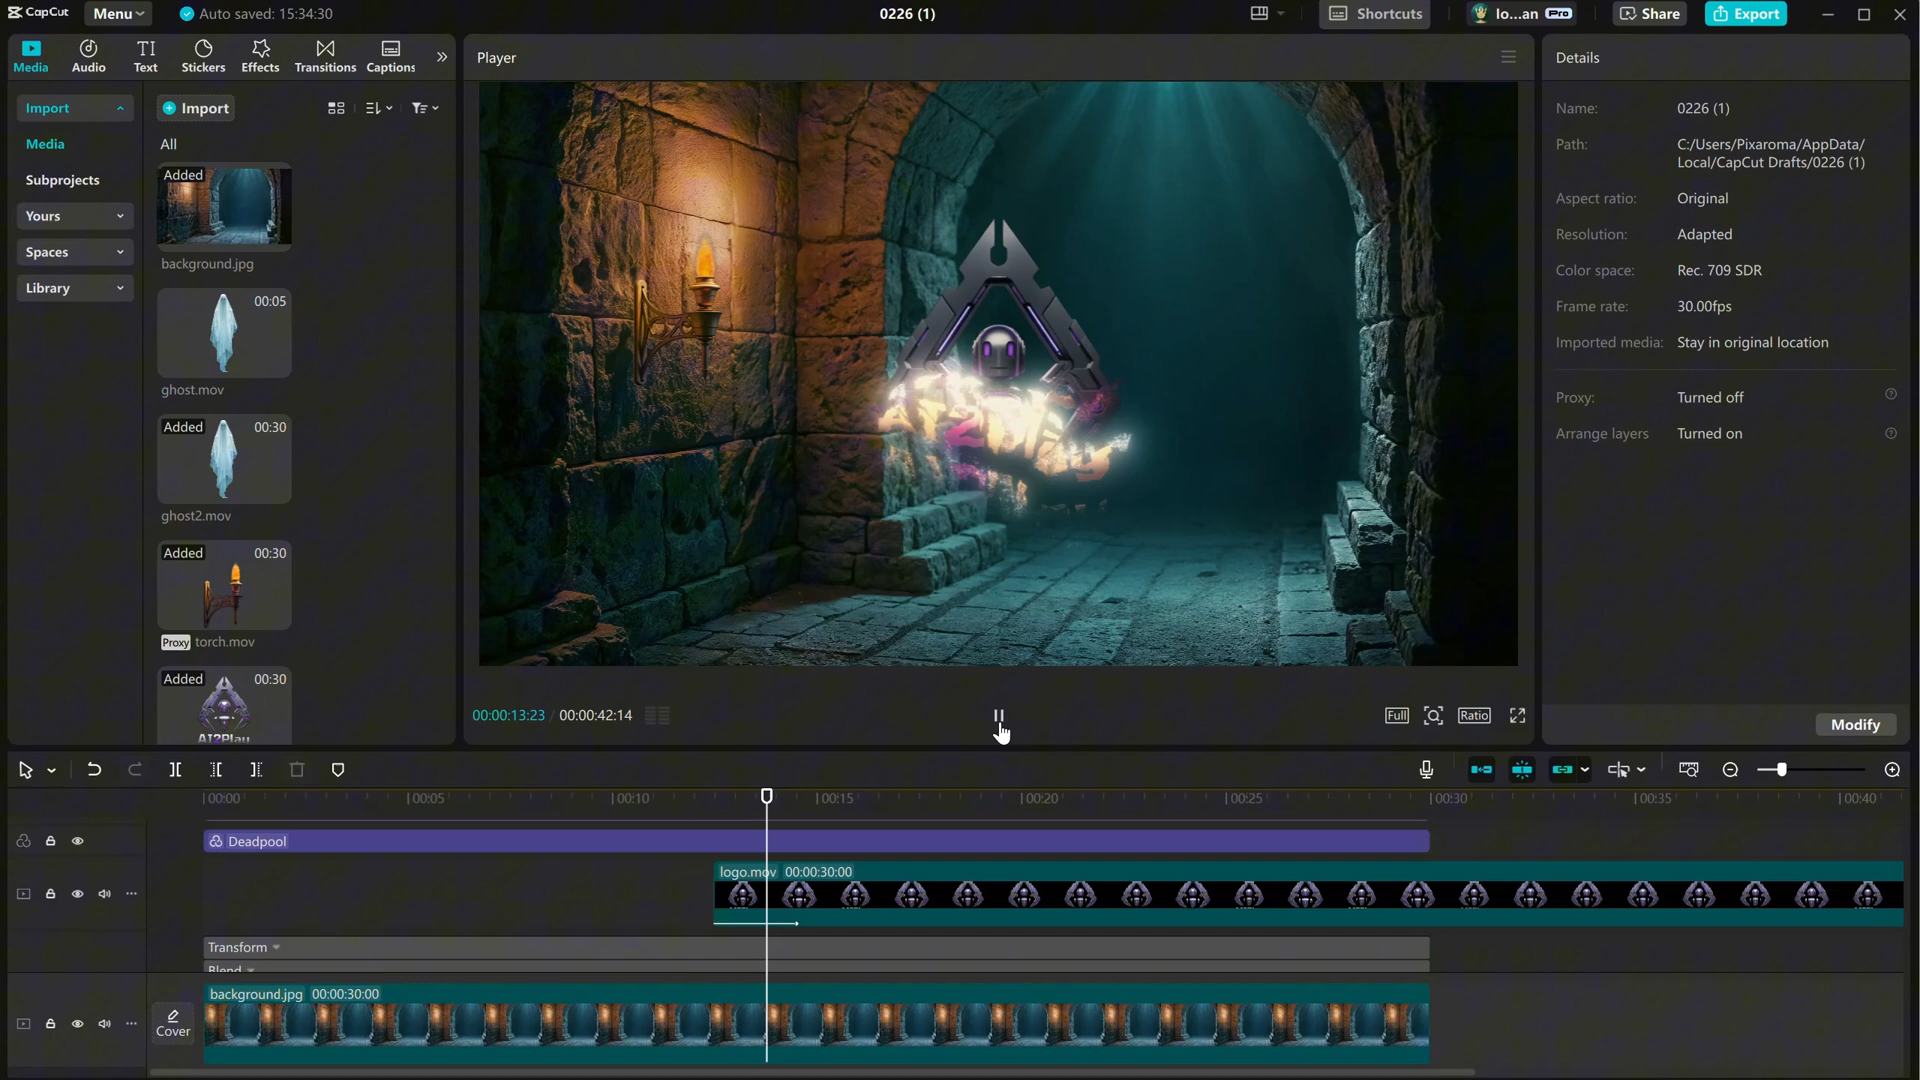 CapCut Menu Auto saved: 15:34:30 0226 (1) Shortcuts lo...an Pro Share Export
Media Audio Text Stickers Effects Transitions Captions
Import
Media
Subprojects
Yours
Spaces
Library
Import
All
Added
background.jpg
00:05
ghost.mov
Added 00:30
ghost2.mov
Added 00:30
Proxy torch.mov
Added 00:30
AI2Play
Player
00:00:13:23 / 00:00:42:14
Full Ratio
Details
Name: 0226 (1)
Path: C:/Users/Pixaroma/AppData/
Local/CapCut Drafts/0226 (1)
Aspect ratio: Original
Resolution: Adapted
Color space: Rec. 709 SDR
Frame rate: 30.00fps
Imported media: Stay in original location
Proxy: Turned off
Arrange layers Turned on
Modify
00:00 00:05 00:10 00:15 00:20 00:25 00:30 00:35 00:40
Deadpool
logo.mov 00:00:30:00
Transform
Blend
Cover
background.jpg 00:00:30:00